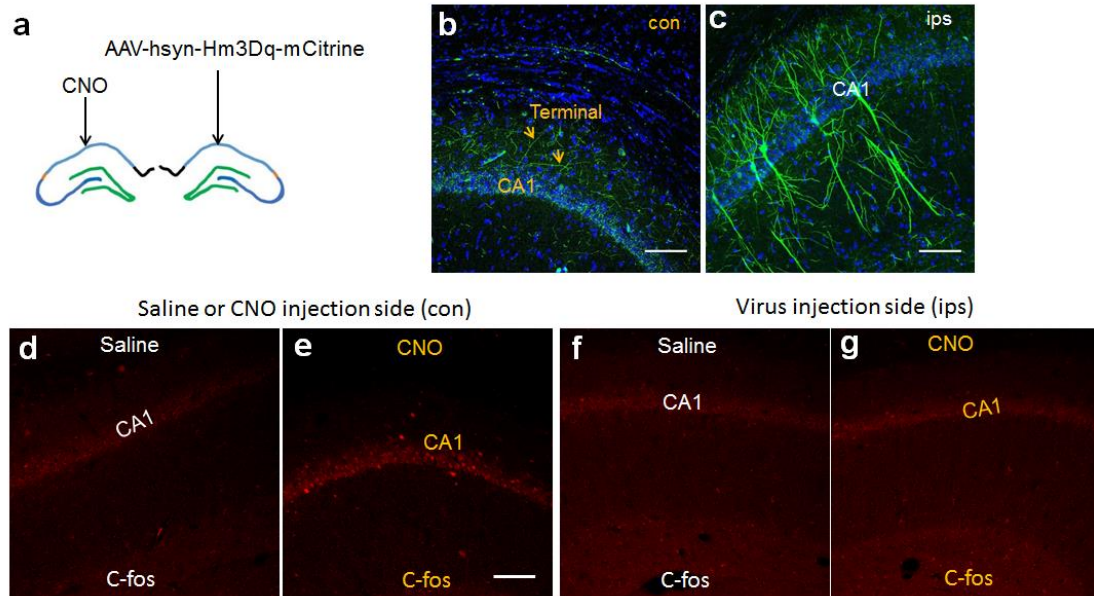 a
AAV-hsyn-Hm3Dq-mCitrine
CNO
b
con
Terminal
CA1
c
ips
CA1
Saline or CNO injection side (con)
Virus injection side (ips)
d
Saline
CA1
C-fos
e
CNO
CA1
C-fos
f
Saline
CA1
C-fos
g
CNO
CA1
C-fos